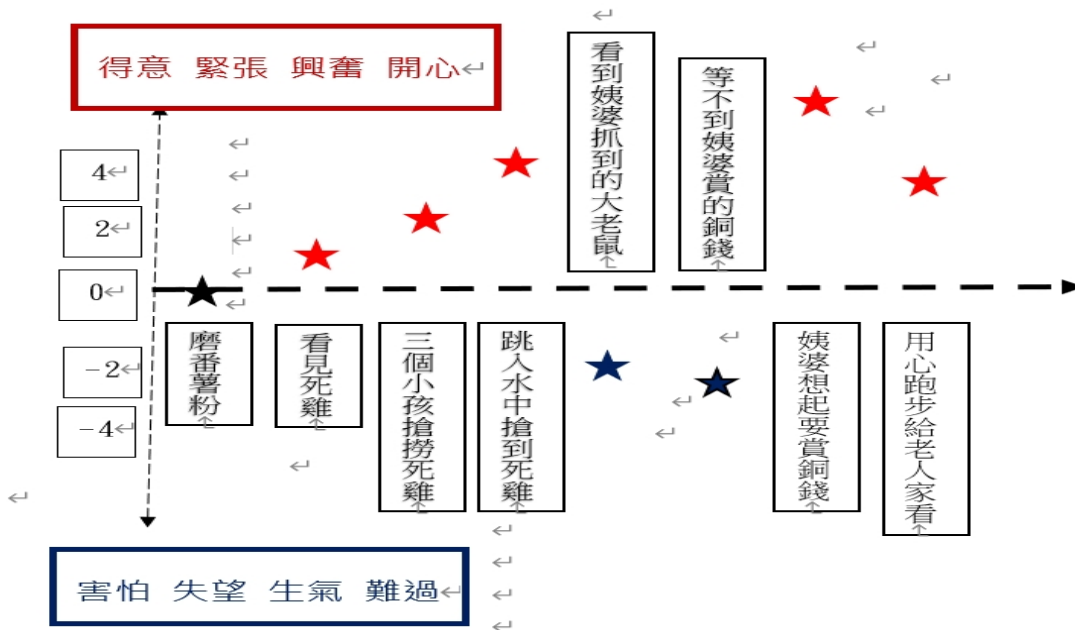 得意 緊張 興奮 開心
4
2
0
-2
-4
磨番薯粉
看見死雞
三個小孩搶撈死雞
跳入水中搶到死雞
看到姨婆抓到的大老鼠
等不到姨婆賞的銅錢
姨婆想起要賞銅錢
用心跑步給老人家看
害怕 失望 生氣 難過